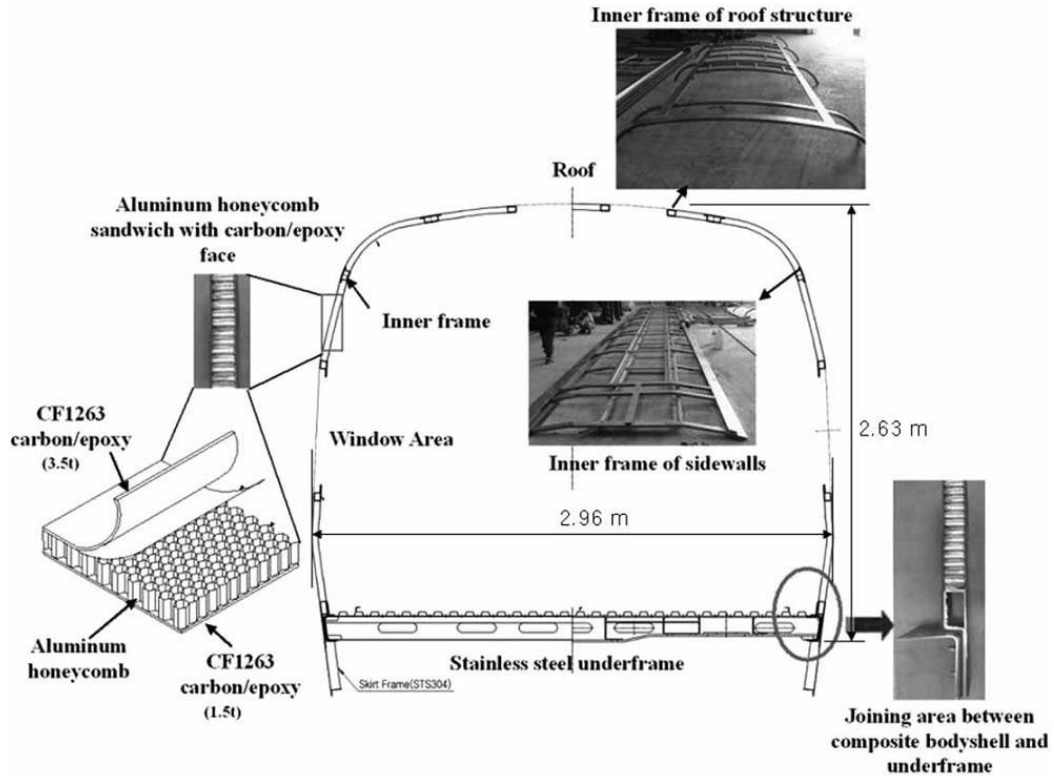 Inner frame of roof structure
Roof
Aluminum honeycomb
sandwich with carbon/epoxy
face
Inner frame
CF1263
carbon/epoxy
(3.5t)
Window Area
2.63 m
Inner frame of sidewalls
2.96 m
Aluminum
honeycomb
CF1263
carbon/epoxy
(1.5t)
Stainless steel underframe
Skirt Frame(STS304)
Joining area between
composite bodyshell and
underframe